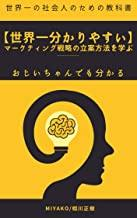 世界一の社会人のための教科書
【世界一分かりやすい】
マーケティング戦略の立案方法を学ぶ
おじいちゃんでも分かる
MIYAKO/相川正俊